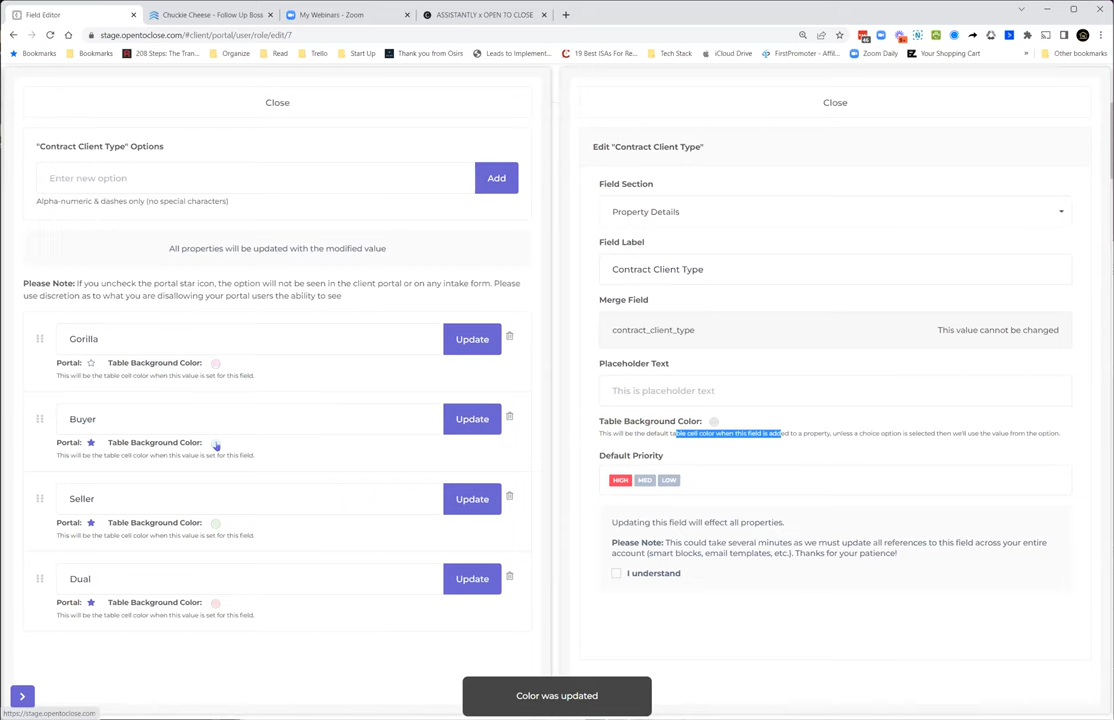 Field Editor
Chuckie Cheese - Follow Up Boss
My Webinars - Zoom
ASSISTANTLY x OPEN TO CLOSE
stage.opentoclose.com/#client/portal/user/role/edit/7
Bookmarks
Bookmarks
208 Steps: The Tran...
Organize
Read
Trello
Start Up
Thank you from Osirs
Leads to Implement...
19 Best ISAs For Re...
Tech Stack
iCloud Drive
FirstPromoter - Affil...
Zoom Daily
Your Shopping Cart
Other bookmarks
Close
"Contract Client Type" Options
Enter new option
Add
Alpha-numeric & dashes only (no special characters)
All properties will be updated with the modified value
Please Note: If you uncheck the portal star icon, the option will not be seen in the client portal or on any intake form. Please
use discretion as to what you are disallowing your portal users the ability to see
Gorilla
Update
Portal:
Table Background Color:
This will be the table cell color when this value is set for this field.
Buyer
Update
Portal:
Table Background Color:
This will be the table cell color when this value is set for this field.
Seller
Update
Portal:
Table Background Color:
This will be the table cell color when this value is set for this field.
Dual
Update
Portal:
Table Background Color:
This will be the table cell color when this value is set for this field.
Close
Edit "Contract Client Type"
Field Section
Property Details
Field Label
Contract Client Type
Merge Field
contract_client_type
This value cannot be changed
Placeholder Text
This is placeholder text
Table Background Color:
This will be the default table cell color when this field is added to a property, unless a choice option is selected then we'll use the value from the option.
Default Priority
HIGH MED LOW
Updating this field will effect all properties.
Please Note: This could take several minutes as we must update all references to this field across your entire
account (smart blocks, email templates, etc.). Thanks for your patience!
I understand
Color was updated
https://stage.opentoclose.com